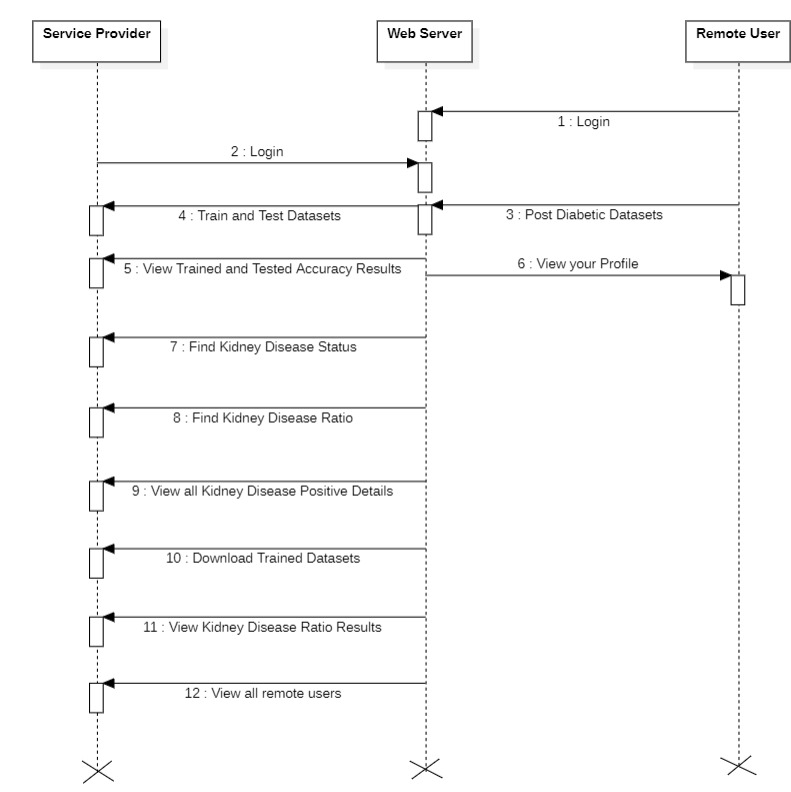 Service Provider
Web Server
Remote User
1 : Login
2 : Login
4 : Train and Test Datasets
3 : Post Diabetic Datasets
5 : View Trained and Tested Accuracy Results
6 : View your Profile
7 : Find Kidney Disease Status
8 : Find Kidney Disease Ratio
9 : View all Kidney Disease Positive Details
10 : Download Trained Datasets
11 : View Kidney Disease Ratio Results
12 : View all remote users